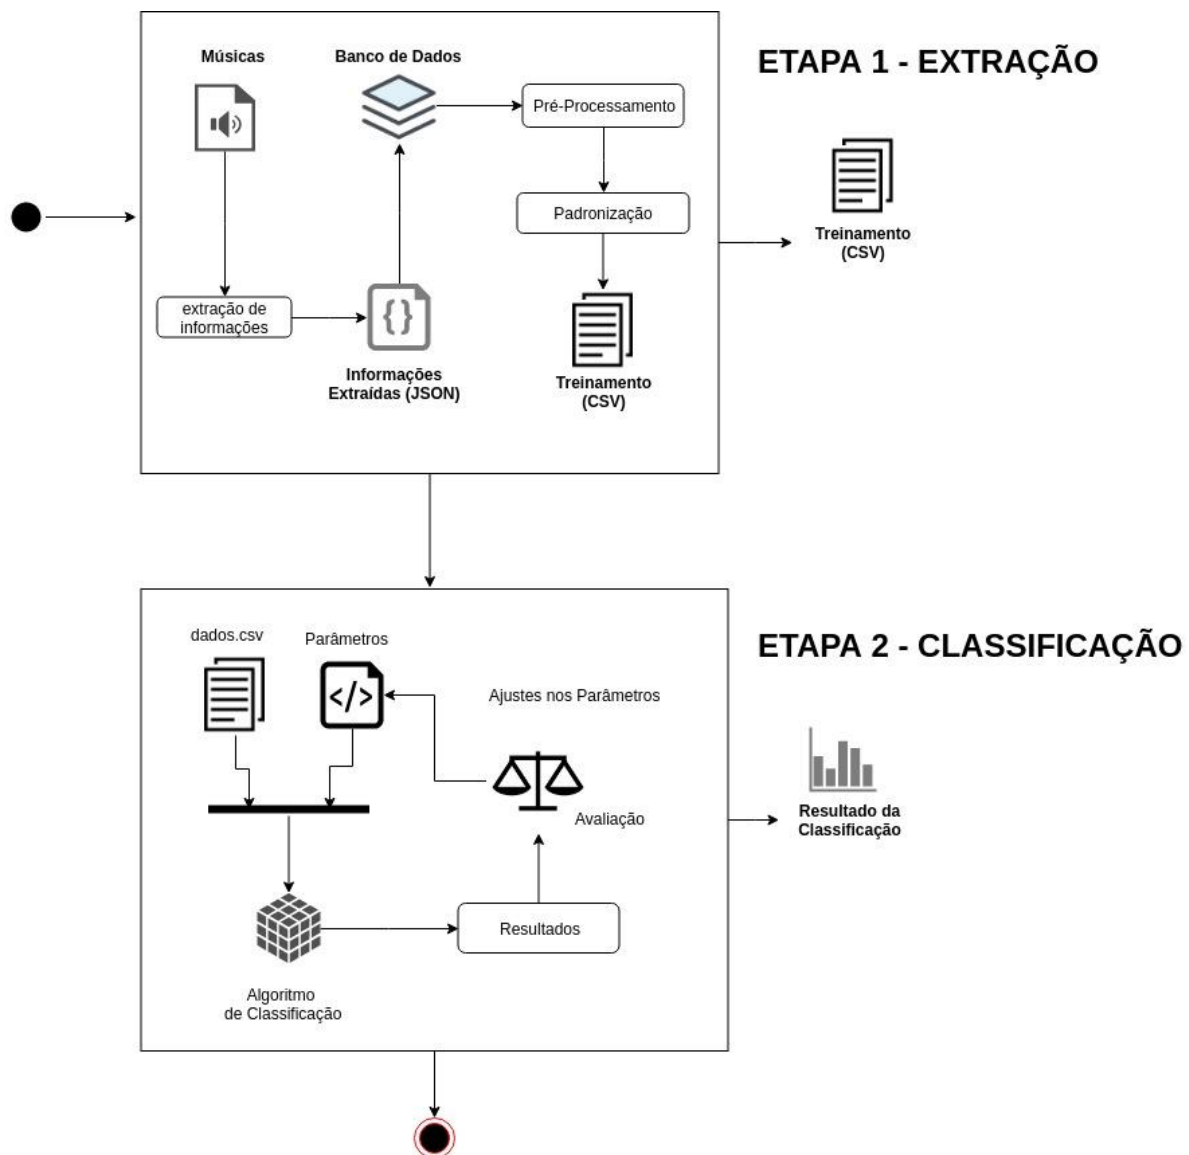 ETAPA 1 - EXTRAÇÃO
Músicas
Banco de Dados
Pré-Processamento
Padronização
extração de
informações
Informações
Extraídas (JSON)
Treinamento
(CSV)
Treinamento
(CSV)
ETAPA 2 - CLASSIFICAÇÃO
dados.csv
Parâmetros
Ajustes nos Parâmetros
Avaliação
Resultados
Algoritmo
de Classificação
Resultado da
Classificação